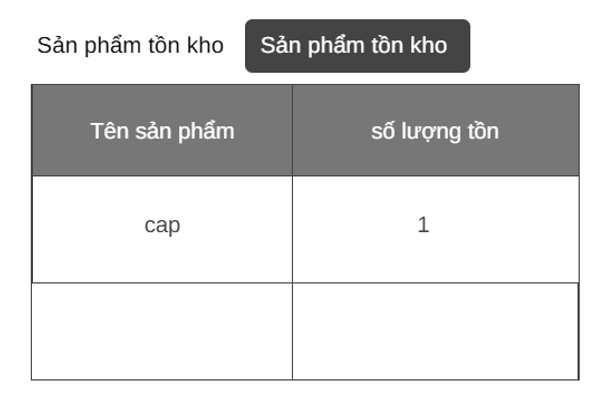 Sản phẩm tồn kho Sản phẩm tồn kho
Tên sản phẩm số lượng tồn
cap 1